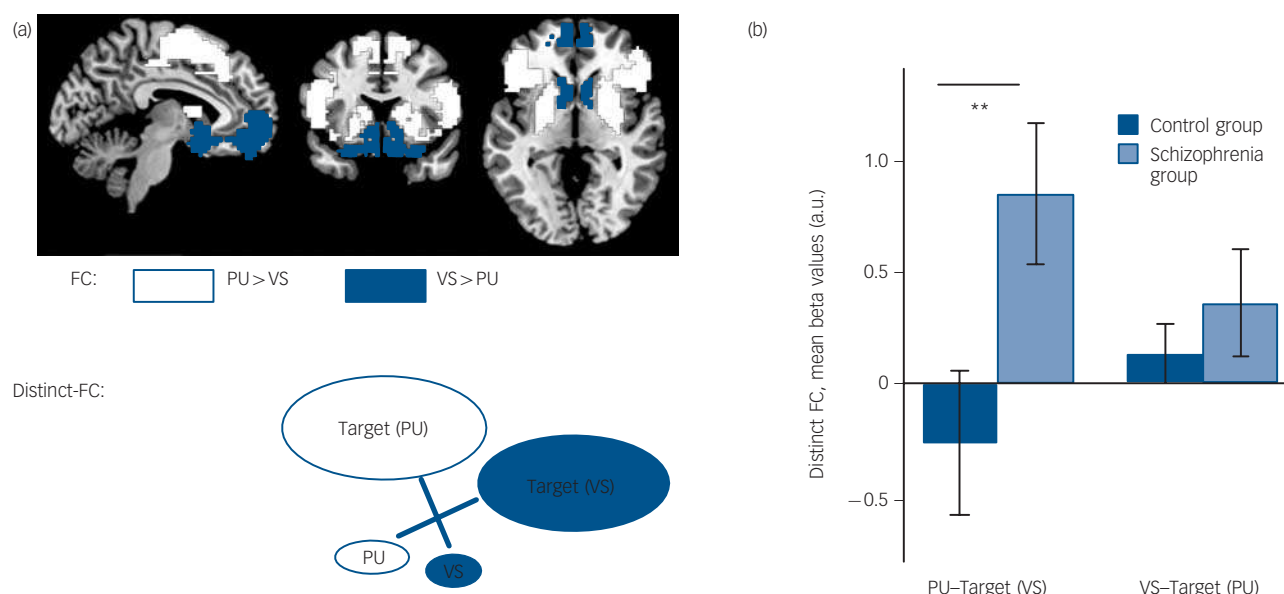 (a)
FC:
PU>VS
VS>PU
Distinct-FC:
Target (PU)
Target (VS)
PU
VS
(b)
**
Control group
Schizophrenia
group
1.0
0.5
0
−0.5
Distinct FC, mean beta values (a.u.)
PU–Target (VS)
VS–Target (PU)